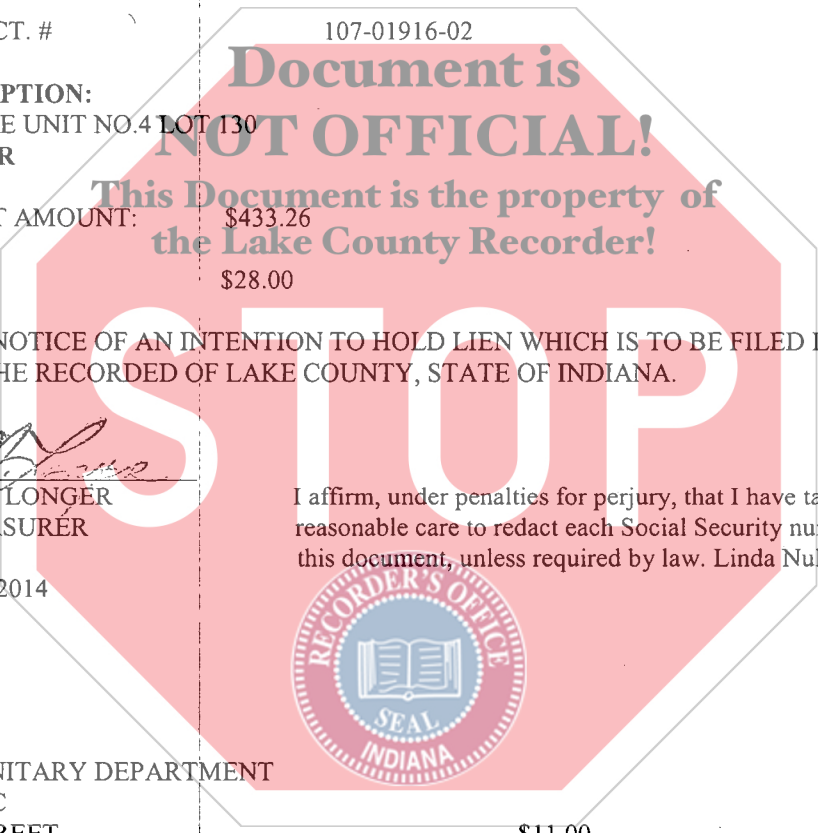 CT. # 107-01916-02
Document is
PTION:
E UNIT NO.4 LOT 130
NOT OFFICIAL!
R
This Document is the property of
T AMOUNT: $433.26
the Lake County Recorder!
$28.00
STOP
NOTICE OF AN INTENTION TO HOLD LIEN WHICH IS TO BE FILED I
HE RECORDED OF LAKE COUNTY, STATE OF INDIANA.
LONGER
SURER
2014
I affirm, under penalties for perjury, that I have ta
reasonable care to redact each Social Security nu
this document, unless required by law. Linda Nul
RECORDER'S OFFICE
SEAL
INDIANA
NITARY DEPARTMENT
C
REET
$11.00